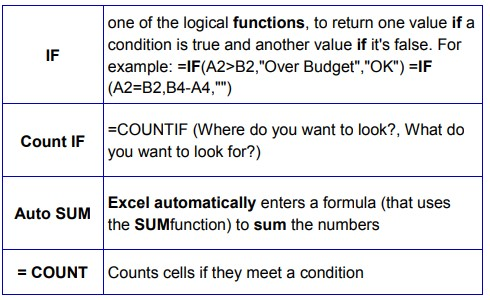 IF
one of the logical functions, to return one value if a
condition is true and another value if it's false. For
example: =IF(A2>B2,"Over Budget","OK") =IF
(A2=B2,B4-A4,"")
Count IF
=COUNTIF (Where do you want to look?, What do
you want to look for?)
Auto SUM
Excel automatically enters a formula (that uses
the SUMfunction) to sum the numbers
= COUNT
Counts cells if they meet a condition